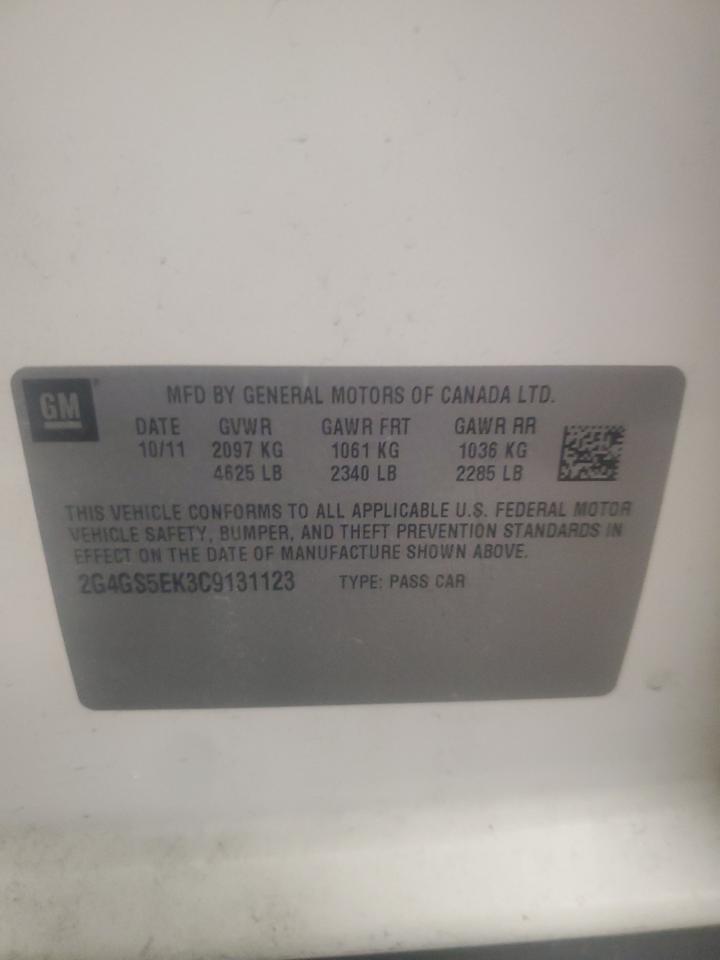 GM
MFD BY GENERAL MOTORS OF CANADA LTD.
DATE GVWR GAWR FRT GAWR RR
10/11 2097 KG 1061 KG 1036 KG
4625 LB 2340 LB 2285 LB
THIS VEHICLE CONFORMS TO ALL APPLICABLE U.S. FEDERAL MOTOR
VEHICLE SAFETY, BUMPER, AND THEFT PREVENTION STANDARDS IN
EFFECT ON THE DATE OF MANUFACTURE SHOWN ABOVE.
2G4GS5EK3C9131123 TYPE: PASS CAR